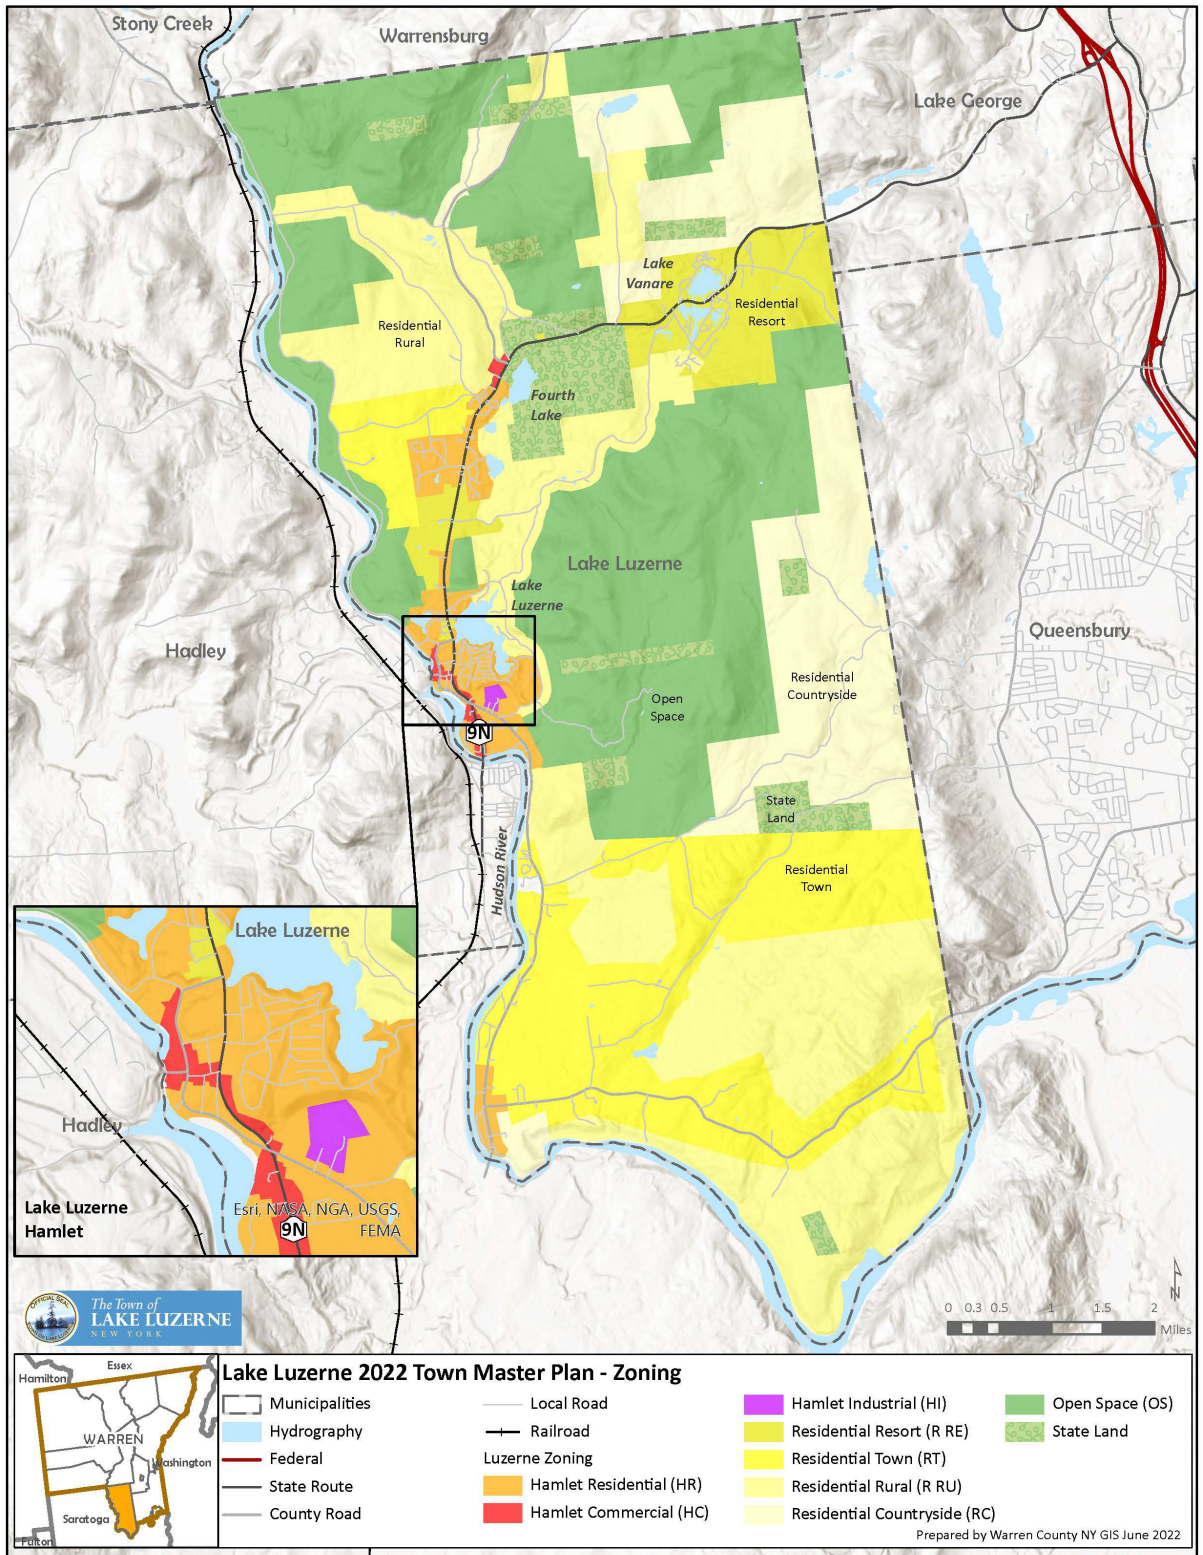 Stony Creek
Warrensburg
Lake George
Lake
Vanare
Residential
Resort
Residential
Rural
Fourth
Lake
Lake Luzerne
Lake
Luzerne
Hadley
Queensbury
Residential
Countryside
Open
Space
9N
State
Land
Hudson River
Residential
Town
Lake Luzerne
Hadley
Lake Luzerne
Hamlet
Esri, NASA, NGA, USGS,
FEMA
9N
N
0 0.3 0.5 1 1.5 2
Miles
OFFICIAL SEAL
TOWN OF LAKE LUZERNE
The Town of
LAKE LUZERNE
NEW YORK
Essex
Hamilton
WARREN
Washington
Saratoga
Fulton
Lake Luzerne 2022 Town Master Plan - Zoning
Municipalities
Hydrography
Federal
State Route
County Road
Local Road
Railroad
Luzerne Zoning
Hamlet Residential (HR)
Hamlet Commercial (HC)
Hamlet Industrial (HI)
Residential Resort (R RE)
Residential Town (RT)
Residential Rural (R RU)
Residential Countryside (RC)
Open Space (OS)
State Land
Prepared by Warren County NY GIS June 2022